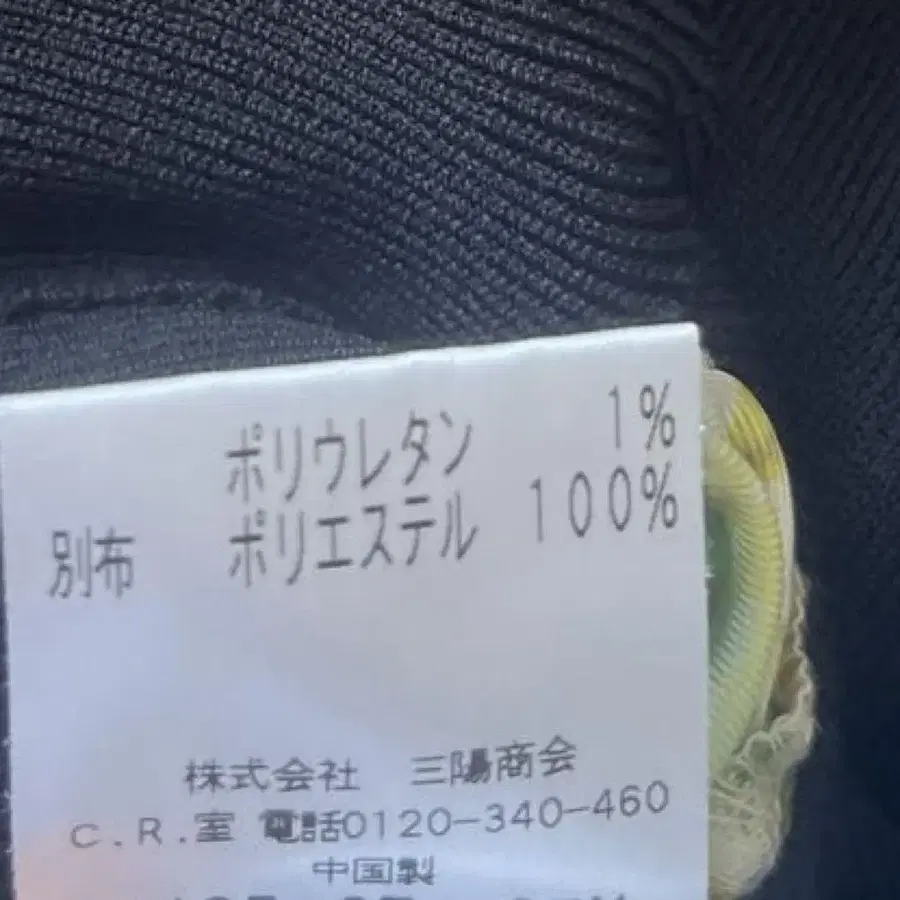 ポリウレタン 1%
別布 ポリエステル 100%
株式会社 三陽商会
C.R.室 電話0120-340-460
中国製